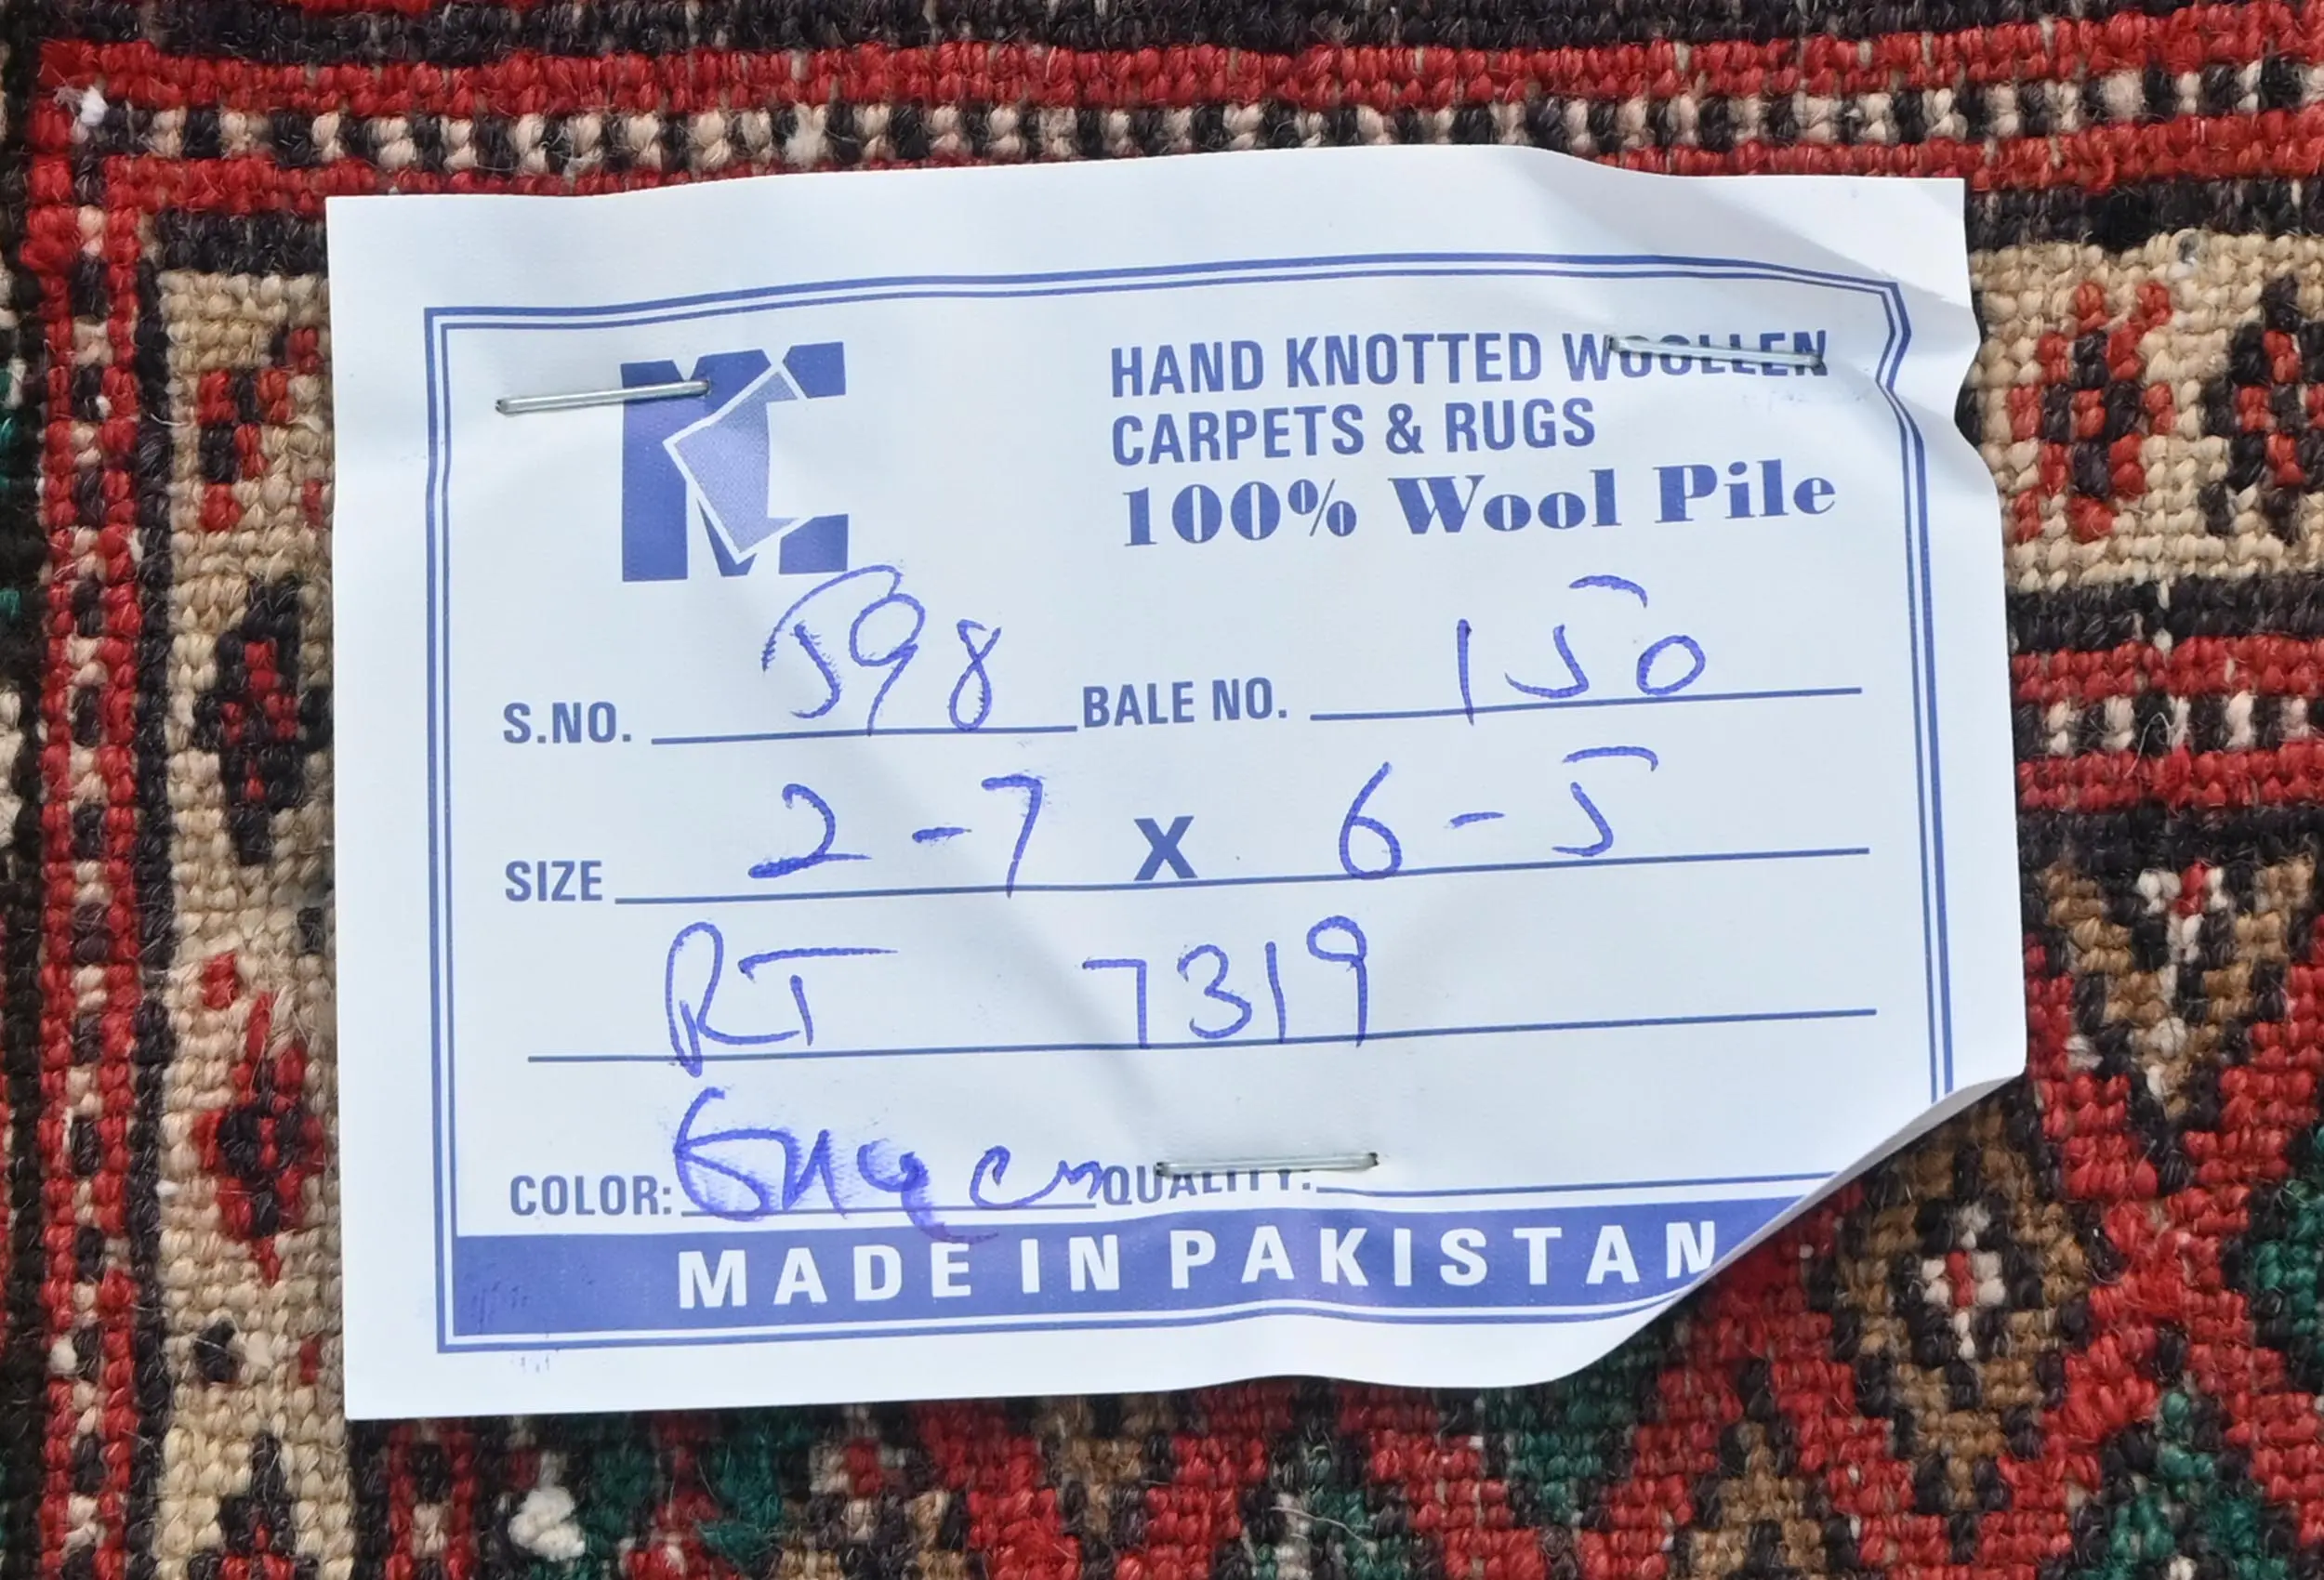 MC
HAND KNOTTED WOOLLEN
CARPETS & RUGS
100% Wool Pile
S.NO. 598 BALE NO. 150
SIZE 2-7 X 6-5
RT 7319
COLOR: QUALITY:
MADE IN PAKISTAN